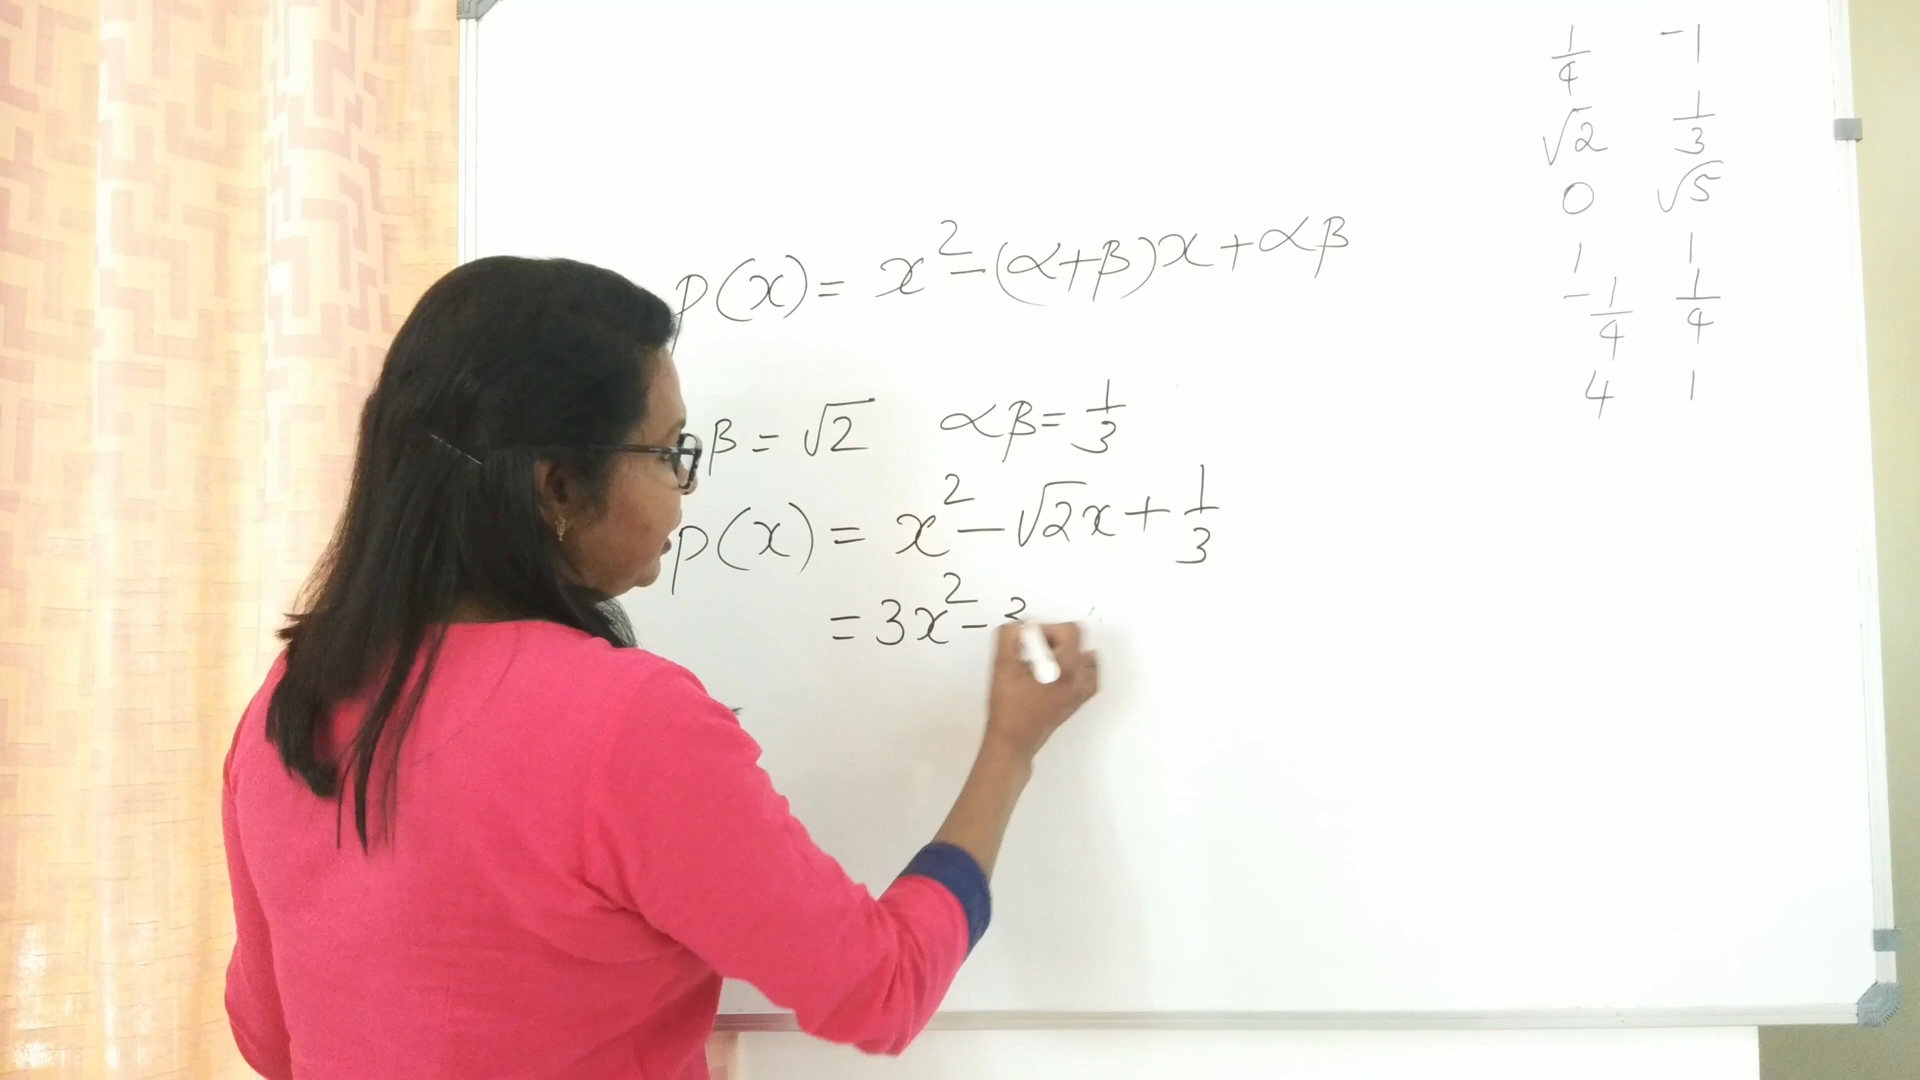 p(x) = x² - (α+β)x + αβ
β = √2 αβ = 1/3
p(x) = x² - √2x + 1/3
= 3x² - 3
1/4 -1
√2 1/3
0 √5
1 1
-1/4 1/4
4 1